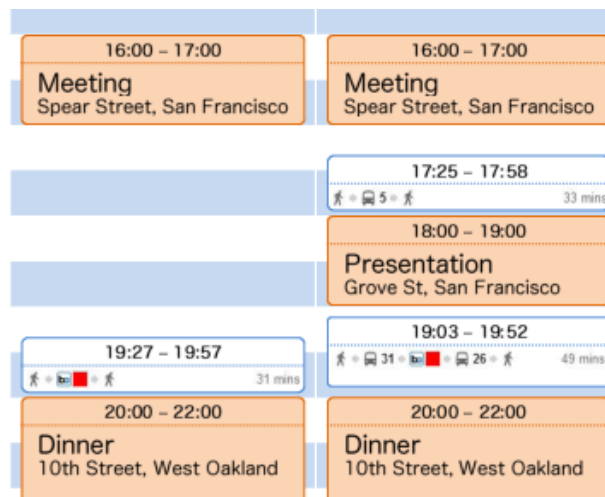 16:00 – 17:00
Meeting
Spear Street, San Francisco
19:27 – 19:57
31 mins
20:00 – 22:00
Dinner
10th Street, West Oakland
16:00 – 17:00
Meeting
Spear Street, San Francisco
17:25 – 17:58
5 33 mins
18:00 – 19:00
Presentation
Grove St, San Francisco
19:03 – 19:52
31 26 49 mins
20:00 – 22:00
Dinner
10th Street, West Oakland